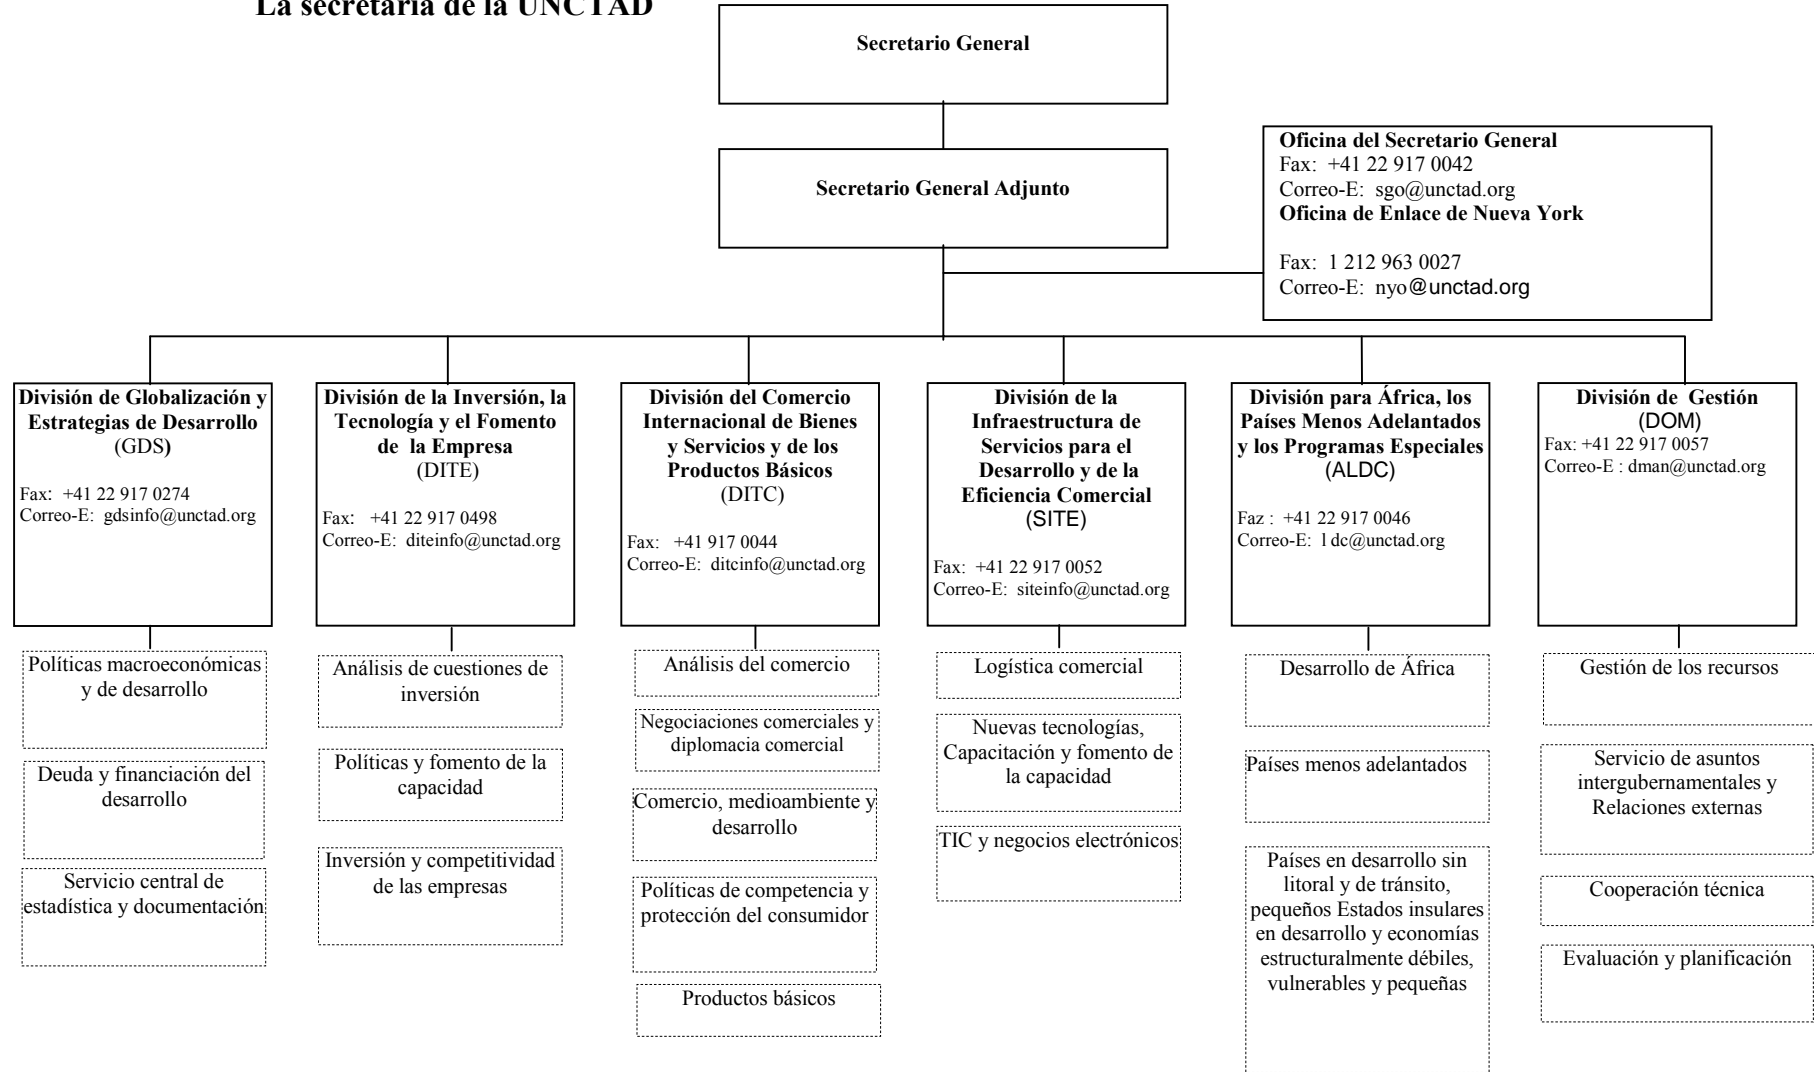 La secretaría de la UNCTAD
Secretario General
Secretario General Adjunto
Oficina del Secretario General
Fax: +41 22 917 0042
Correo-E: sgo@unctad.org
Oficina de Enlace de Nueva York
Fax: 1 212 963 0027
Correo-E: nyo@unctad.org
División de Globalización y
Estrategias de Desarrollo
(GDS)
Fax: +41 22 917 0274
Correo-E: gdsinfo@unctad.org
Políticas macroeconómicas
y de desarrollo
Deuda y financiación del
desarrollo
Servicio central de
estadística y documentación
División de la Inversión, la
Tecnología y el Fomento
de la Empresa
(DITE)
Fax: +41 22 917 0498
Correo-E: diteinfo@unctad.org
Análisis de cuestiones de
inversión
Políticas y fomento de la
capacidad
Inversión y competitividad
de las empresas
División del Comercio
Internacional de Bienes
y Servicios y de los
Productos Básicos
(DITC)
Fax: +41 917 0044
Correo-E: ditcinfo@unctad.org
Análisis del comercio
Negociaciones comerciales y
diplomacia comercial
Comercio, medioambiente y
desarrollo
Políticas de competencia y
protección del consumidor
Productos básicos
División de la
Infraestructura de
Servicios para el
Desarrollo y de la
Eficiencia Comercial
(SITE)
Fax: +41 22 917 0052
Correo-E: siteinfo@unctad.org
Logística comercial
Nuevas tecnologías,
Capacitación y fomento de
la capacidad
TIC y negocios electrónicos
División para África, los
Países Menos Adelantados
y los Programas Especiales
(ALDC)
Faz : +41 22 917 0046
Correo-E: l dc@unctad.org
Desarrollo de África
Países menos adelantados
Países en desarrollo sin
litoral y de tránsito,
pequeños Estados insulares
en desarrollo y economías
estructuralmente débiles,
vulnerables y pequeñas
División de Gestión
(DOM)
Fax: +41 22 917 0057
Correo-E : dman@unctad.org
Gestión de los recursos
Servicio de asuntos
intergubernamentales y
Relaciones externas
Cooperación técnica
Evaluación y planificación